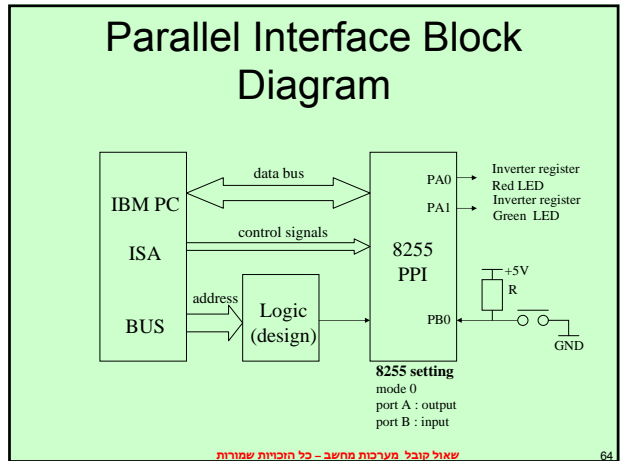 Parallel Interface Block
Diagram
IBM PC
ISA
BUS
data bus
control signals
address
Logic
(design)
8255
PPI
PA0
PA1
PB0
Inverter register
Red LED
Inverter register
Green LED
+5V
R
GND
8255 setting
mode 0
port A : output
port B : input
שאול קובל מערכות מחשב – כל הזכויות שמורות
64